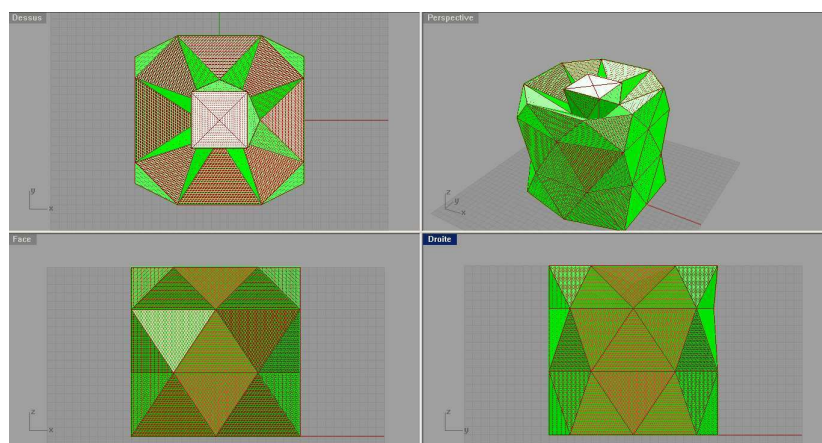 Dessus
Perspective
y
x
z
y
x
Face
Droite
z
x
z
y